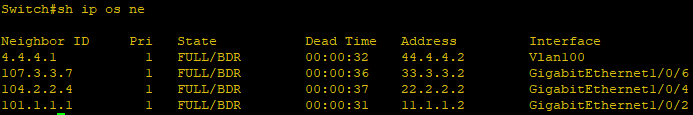 Switch#sh ip os ne
Neighbor ID Pri State Dead Time Address Interface
4.4.4.1 1 FULL/BDR 00:00:32 44.4.4.2 Vlan100
107.3.3.7 1 FULL/BDR 00:00:36 33.3.3.2 GigabitEthernet1/0/6
104.2.2.4 1 FULL/BDR 00:00:37 22.2.2.2 GigabitEthernet1/0/4
101.1.1.1 1 FULL/BDR 00:00:31 11.1.1.2 GigabitEthernet1/0/2